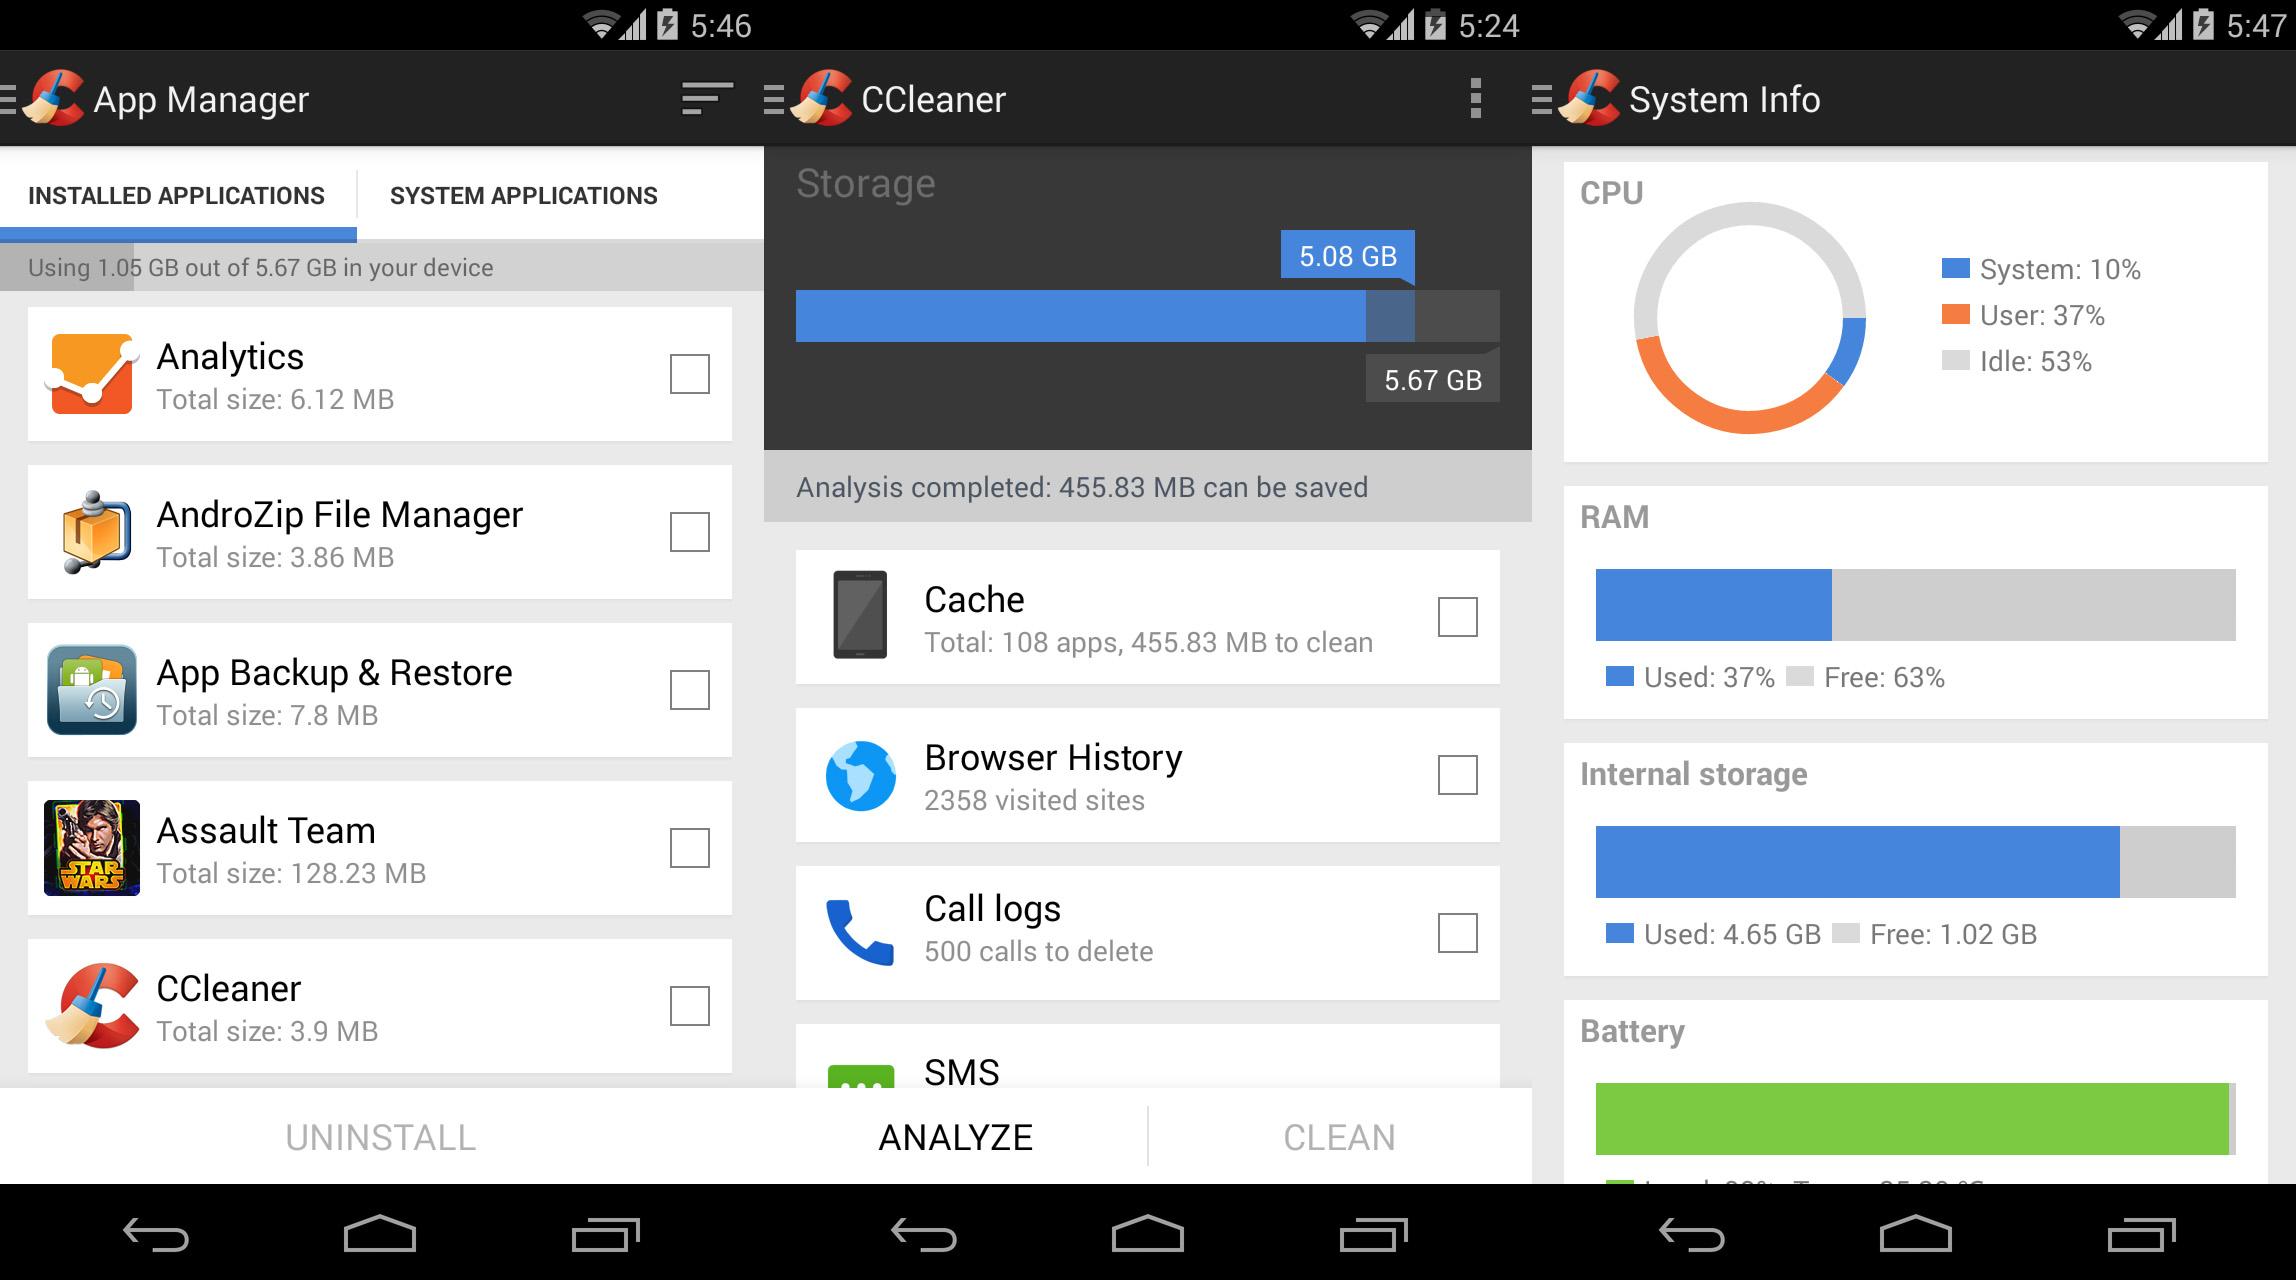 5:46
App Manager
INSTALLED APPLICATIONS
SYSTEM APPLICATIONS
Using 1.05 GB out of 5.67 GB in your device
Analytics
Total size: 6.12 MB
AndroZip File Manager
Total size: 3.86 MB
App Backup & Restore
Total size: 7.8 MB
STAR
WARS
Assault Team
Total size: 128.23 MB
CCleaner
Total size: 3.9 MB
UNINSTALL
5:24
CCleaner
Storage
5.08 GB
5.67 GB
Analysis completed: 455.83 MB can be saved
Cache
Total: 108 apps, 455.83 MB to clean
Browser History
2358 visited sites
Call logs
500 calls to delete
SMS
ANALYZE
CLEAN
5:47
System Info
CPU
System: 10%
User: 37%
Idle: 53%
RAM
Used: 37%
Free: 63%
Internal storage
Used: 4.65 GB
Free: 1.02 GB
Battery